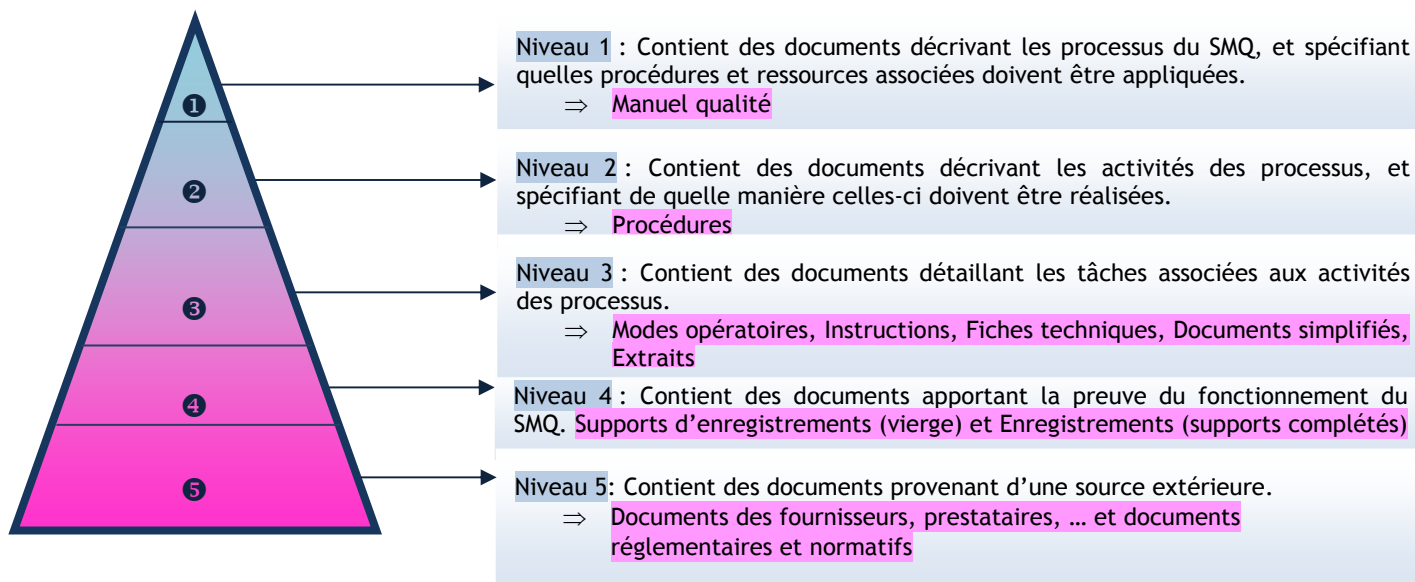 ❶
❷
❸
❹
❺
Niveau 1 : Contient des documents décrivant les processus du SMQ, et spécifiant
quelles procédures et ressources associée doivent être appliquées.
⇒ Manuel qualité
Niveau 2 : Contient des documents décrivant les activités des processus, et
spécifiant de quelle manière celles-ci doivent être réalisées.
⇒ Procédures
Niveau 3 : Contient des documents détaillant les tâches associées aux activités
des processus.
⇒ Modes opératoires, Instructions, Fiches techniques, Documents simplifiés,
Extraits
Niveau 4 : Contient des documents apportant la preuve du fonctionnement du
SMQ. Supports d’enregistrements (vierge) et Enregistrements (supports complétés)
Niveau 5: Contient des documents provenant d’une source extérieure.
⇒ Documents des fournisseurs, prestataires, … et documents
réglementaires et normatifs